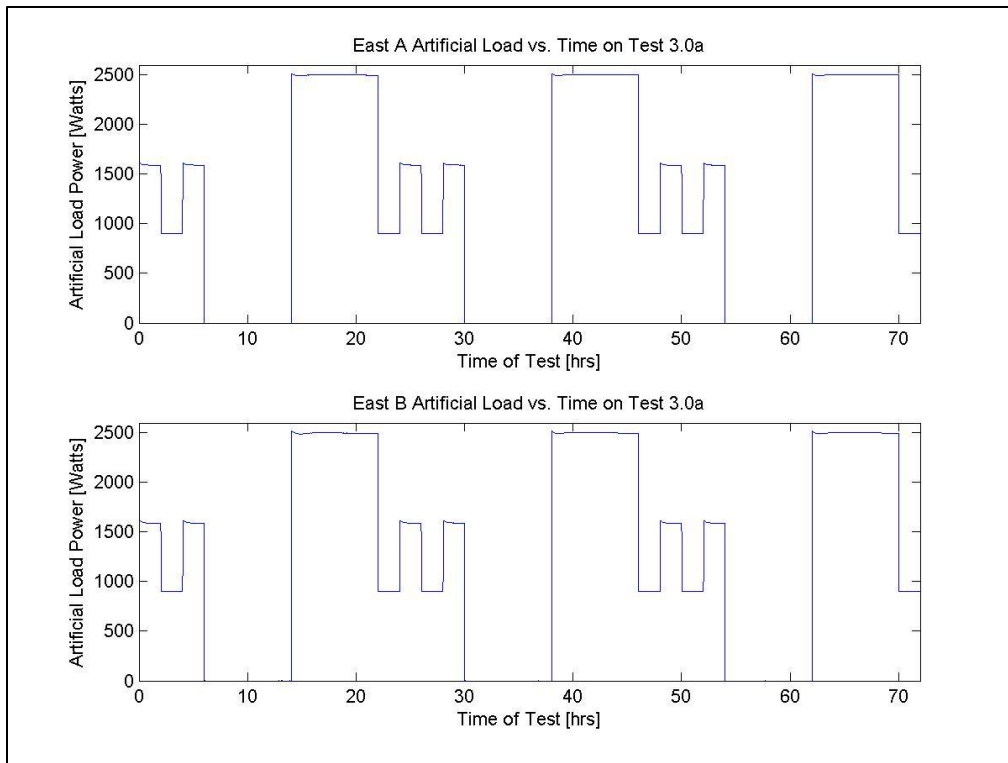 East A Artificial Load vs. Time on Test 3.0a
Artificial Load Power [Watts]
2500
2000
1500
1000
500
0
0 10 20 30 40 50 60 70
Time of Test [hrs]
East B Artificial Load vs. Time on Test 3.0a
Artificial Load Power [Watts]
2500
2000
1500
1000
500
0
0 10 20 30 40 50 60 70
Time of Test [hrs]